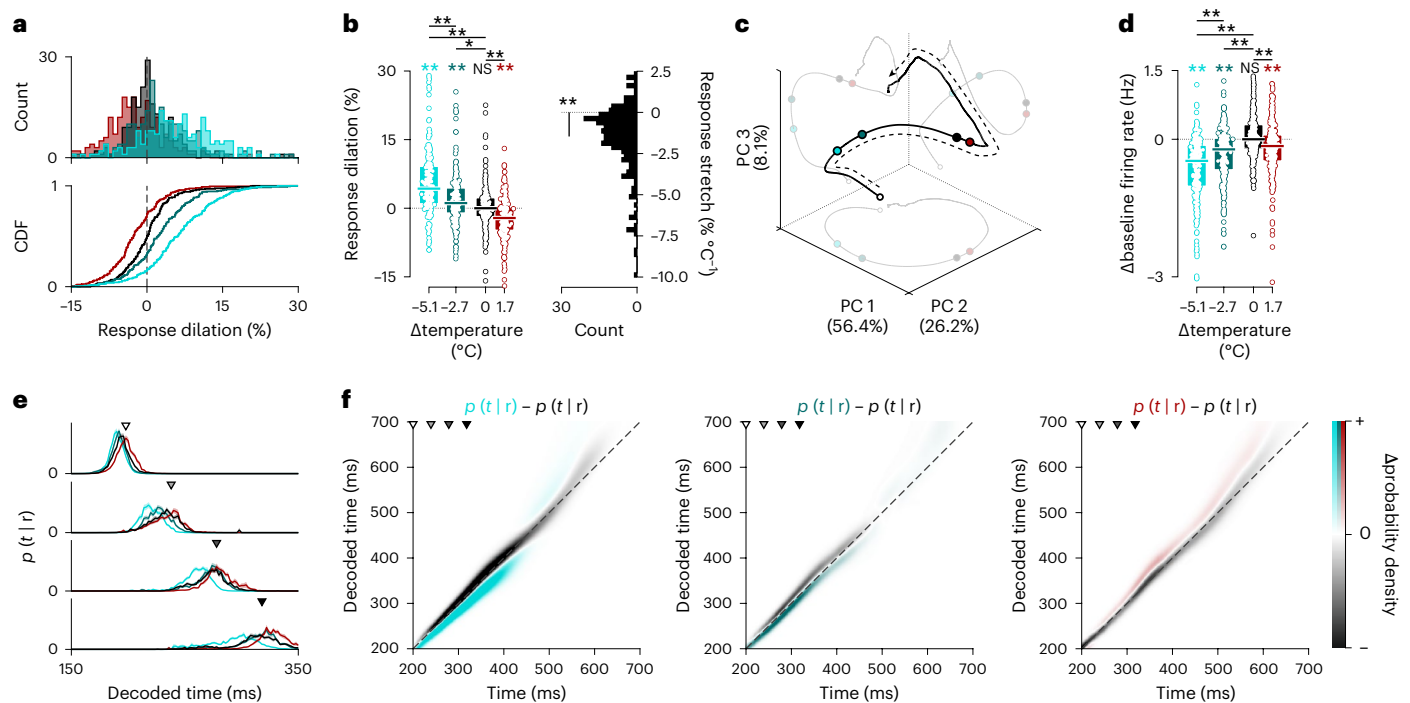 a
Count
30
0
CDF
1
0
−15
0
15
30
Response dilation (%)
b
**
**
*
**
**
**
NS
**
Response dilation (%)
30
15
0
−15
−5.1
−2.7
0
1.7
Δtemperature
(°C)
**
2.5
0
−2.5
−5.0
−7.5
−10.0
Response stretch (% °C⁻¹)
30
0
Count
c
PC 3
(8.1%)
PC 1
(56.4%)
PC 2
(26.2%)
d
**
**
**
**
**
**
NS
**
Δbaseline firing rate (Hz)
1.5
0
−3
−5.1
−2.7
0
1.7
Δtemperature
(°C)
e
p (t | r)
0
0
0
0
150
350
Decoded time (ms)
f
p (t | r) – p (t | r)
Decoded time (ms)
700
600
500
400
300
200
200
300
400
500
600
700
Time (ms)
p (t | r) – p (t | r)
Decoded time (ms)
700
600
500
400
300
200
200
300
400
500
600
700
Time (ms)
p (t | r) – p (t | r)
Decoded time (ms)
700
600
500
400
300
200
200
300
400
500
600
700
Time (ms)
+
0
−
Δprobability density